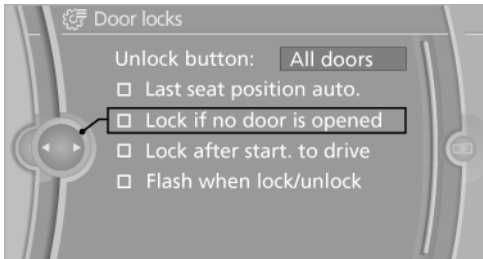 Door locks
Unlock button: All doors
Last seat position auto.
Lock if no door is opened
Lock after start. to drive
Flash when lock/unlock